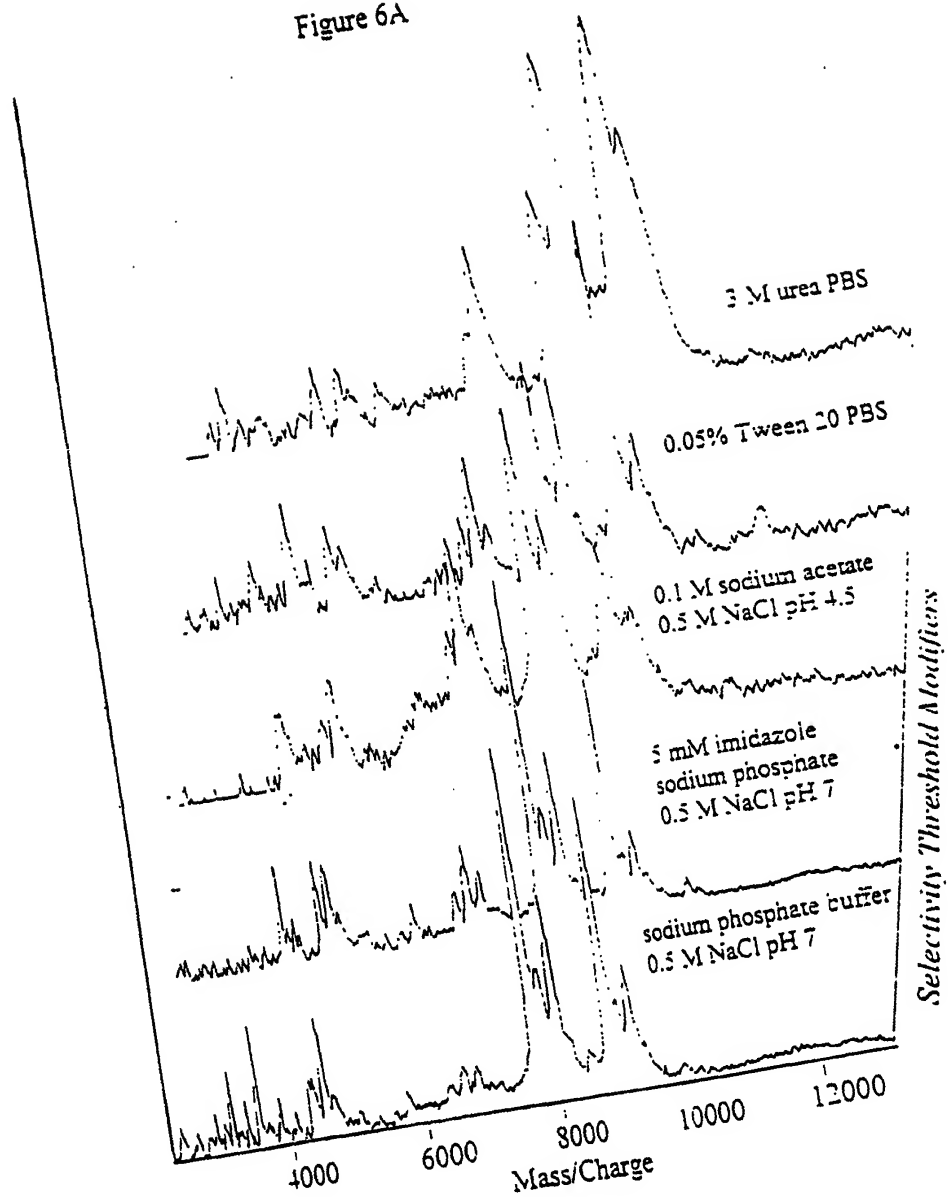 Figure 6A
3 M urea PBS
0.05% Tween 20 PBS
0.1 M sodium acetate
0.5 M NaCl pH 4.5
5 mM imidazole
sodium phosphate
0.5 M NaCl pH 7
sodium phosphate buffer
0.5 M NaCl pH 7
Selectivity Threshold Modifiers
4000
6000
8000
10000
12000
Mass/Charge